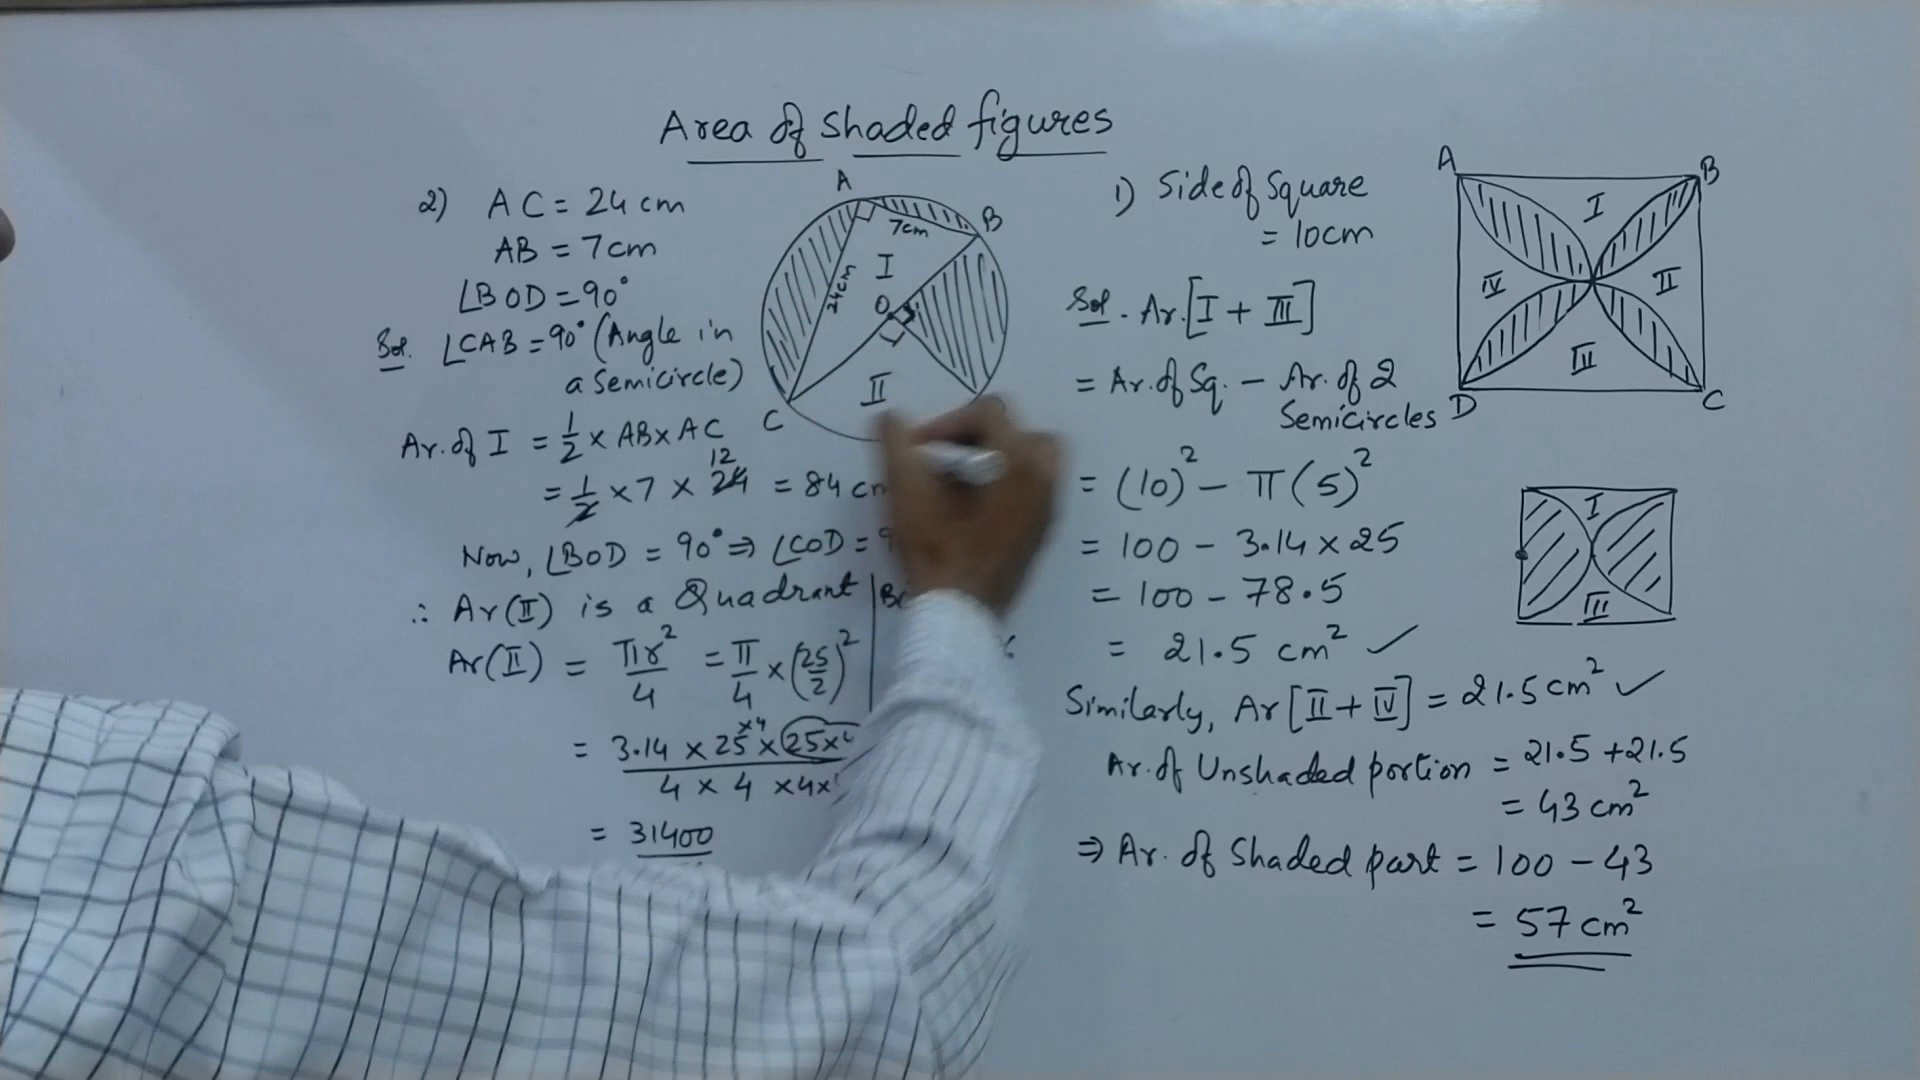 Area of Shaded figures
2) AC = 24 cm
AB = 7cm
∠BOD = 90°
Sol. ∠CAB = 90° (Angle in
a Semicircle)
Ar. of I = 1/2 × AB × AC
= 1/2 × 7 × 24 12 = 84
Now, ∠BOD = 90° ⇒ ∠COD =
∴ Ar(II) is a Quadrant
Ar(II) = πr²/4 = π/4 × (25/2)²
= 3.14 × 25 ×4 × 25×
4 × 4 × 4×
= 31400
A
B
7cm
I
24cm
O
II
C
1) Side of Square
= 10cm
Sol. Ar. [I + III]
= Ar. of Sq. − Ar. of 2
Semicircles
= (10)² − π(5)²
= 100 − 3.14 × 25
= 100 − 78.5
= 21.5 cm² ✓
Similarly, Ar [II + IV] = 21.5 cm² ✓
Ar. of Unshaded portion = 21.5 + 21.5
= 43 cm²
⇒ Ar. of Shaded part = 100 − 43
= 57 cm²
A
B
I
IV
II
III
D
C
I
III